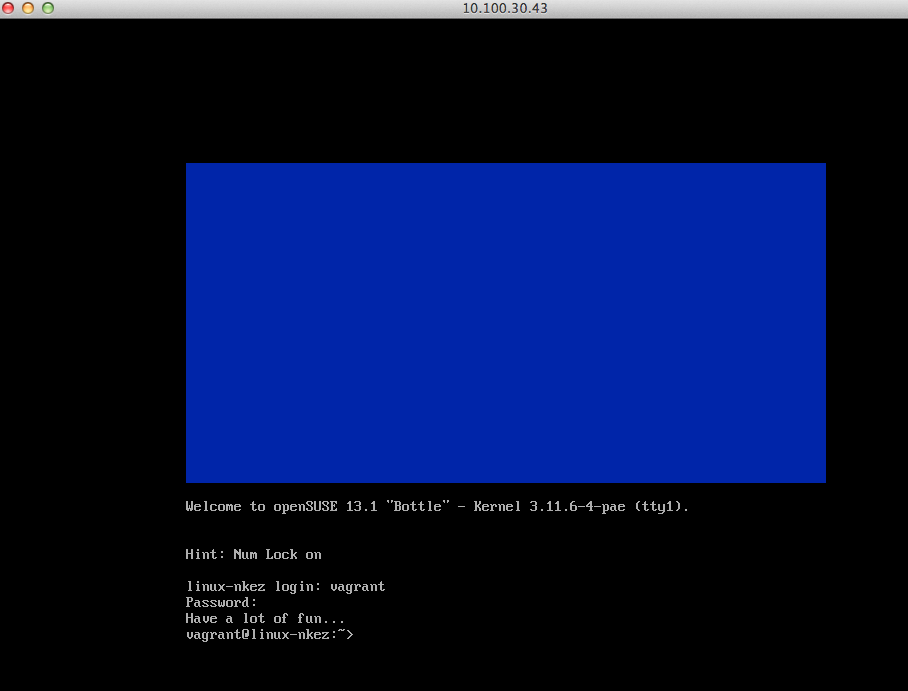 10.100.30.43
Welcome to openSUSE 13.1 "Bottle" - Kernel 3.11.6-4-pae (tty1).
Hint: Num Lock on
linux-nkez login: vagrant
Password:
Have a lot of fun...
vagrant@linux-nkez:~>